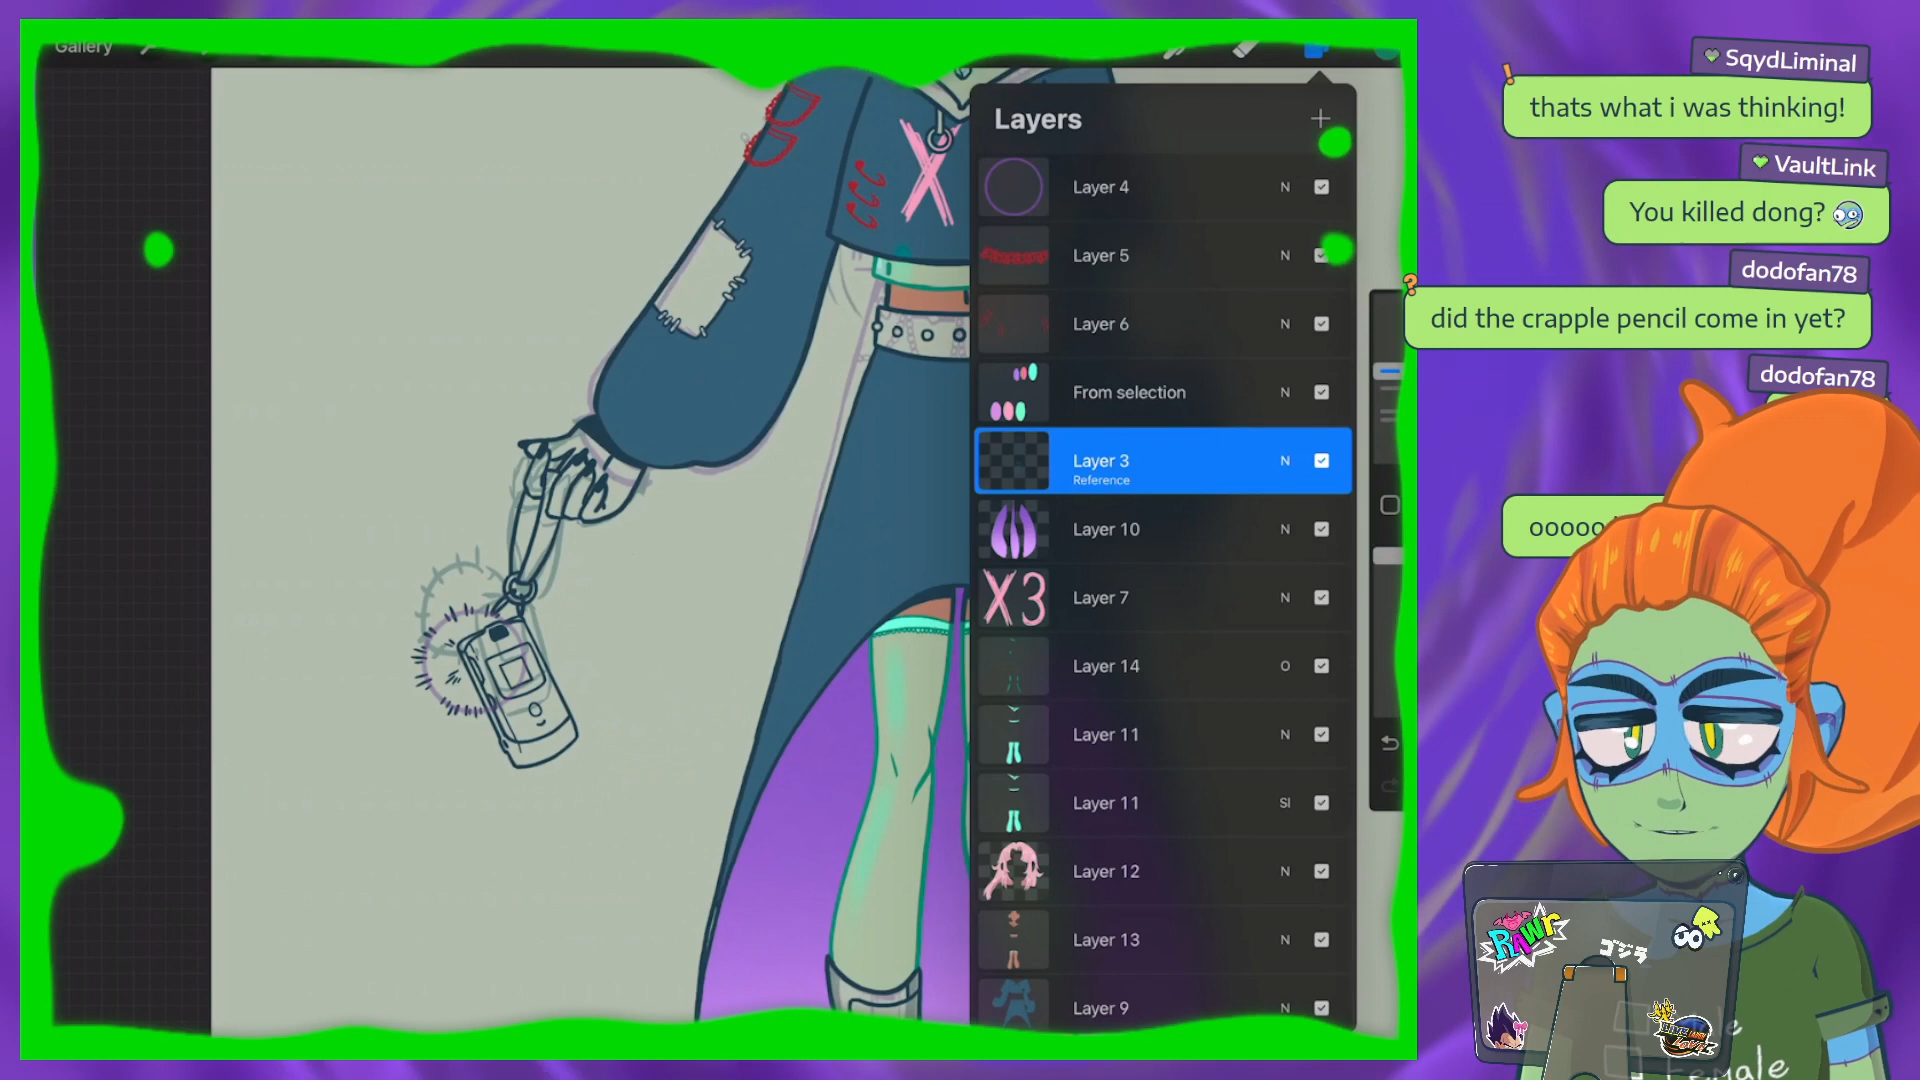 Gallery
Layers
Layer 4
N
Layer 5
N
Layer 6
N
From selection
N
Layer 3
Reference
N
Layer 10
N
Layer 7
N
Layer 14
O
Layer 11
N
Layer 11
SI
Layer 12
N
Layer 13
N
Layer 9
N
X
X3
SqydLiminal
thats what i was thinking!
VaultLink
You killed dong?
dodofan78
did the crapple pencil come in yet?
dodofan78
ooooo
RAWr
ゴジラ